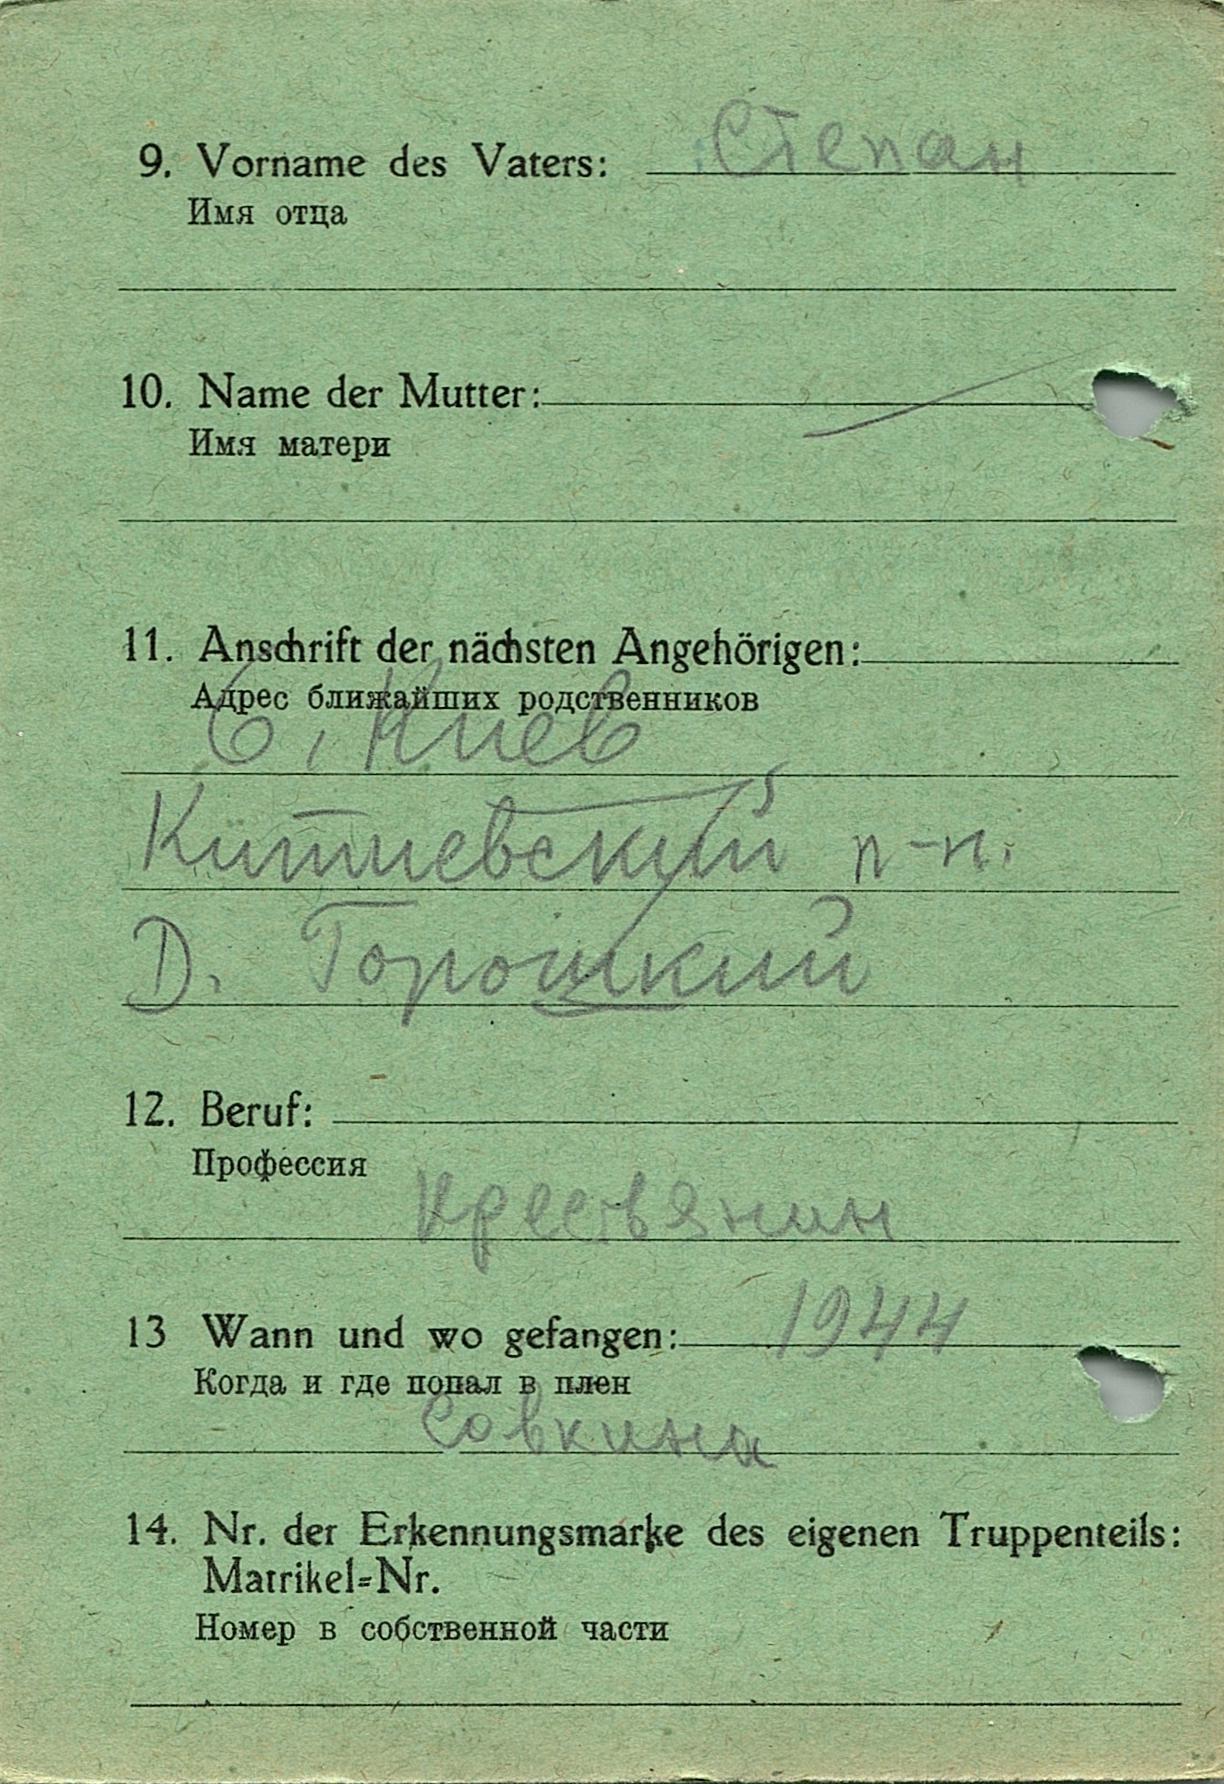 9. Vorname des Vaters: Степан
Имя отца
10. Name der Mutter:
Имя матери
11. Anschrift der nächsten Angehörigen:
Адрес ближайших родственников
Киев
Китиевский
Д. Горошкий
12. Beruf:
Профессия
Крестьянин
13 Wann und wo gefangen: 1944
Когда и где попал в плен
Совкина
14. Nr. der Erkennungsmarke des eigenen Truppenteils:
Matrikel=Nr.
Номер в собственной части